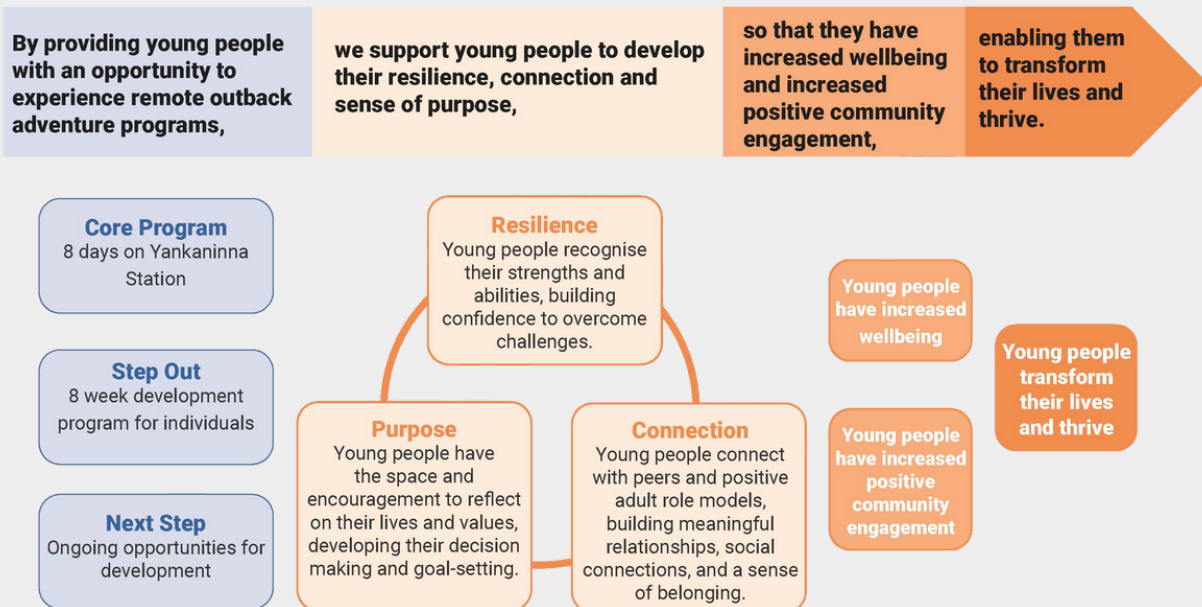 By providing young people
with an opportunity to
experience remote outback
adventure programs,
we support young people to develop
their resilience, connection and
sense of purpose,
so that they have
increased wellbeing
and increased
positive community
engagement,
enabling them
to transform
their lives and
thrive.
Core Program
8 days on Yankaninna
Station
Step Out
8 week development
program for individuals
Next Step
Ongoing opportunities for
development
Resilience
Young people recognise
their strengths and
abilities, building
confidence to overcome
challenges.
Purpose
Young people have
the space and
encouragement to reflect
on their lives and values,
developing their decision
making and goal-setting.
Connection
Young people connect
with peers and positive
adult role models,
building meaningful
relationships, social
connections, and a sense
of belonging.
Young people
have increased
wellbeing
Young people
have increased
positive
community
engagement
Young people
transform
their lives
and thrive